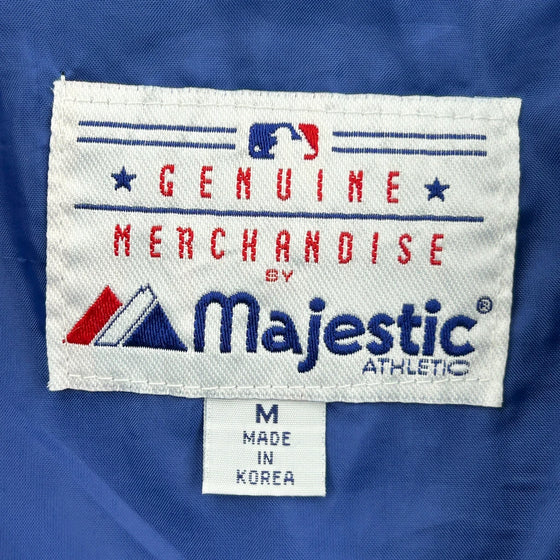 GENUINE
MERCHANDISE
BY
Majestic®
ATHLETIC
M
MADE
IN
KOREA